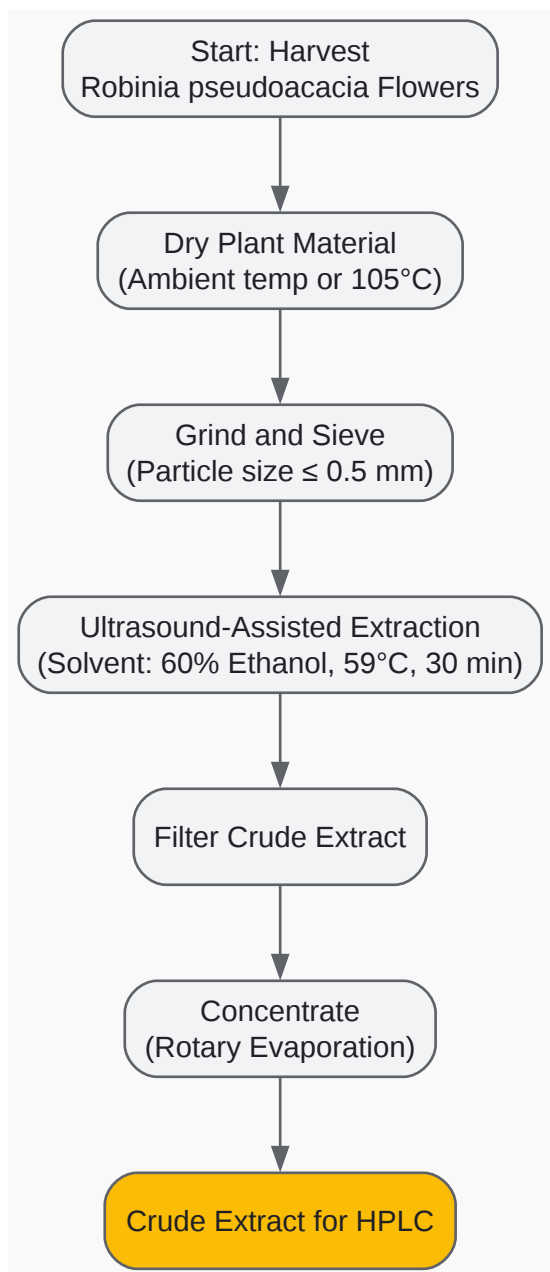 Start: Harvest
Robinia pseudoacacia Flowers
Dry Plant Material
(Ambient temp or 105°C)
Grind and Sieve
(Particle size ≤ 0.5 mm)
Ultrasound-Assisted Extraction
(Solvent: 60% Ethanol, 59°C, 30 min)
Filter Crude Extract
Concentrate
(Rotary Evaporation)
Crude Extract for HPLC